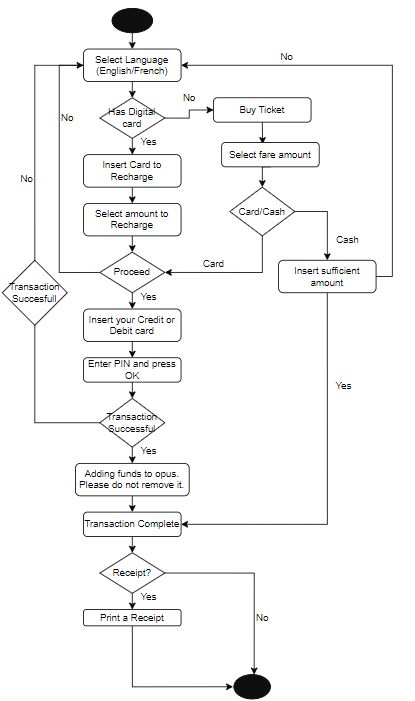 Select Language
(English/French)
No
Has Digital
card
No
Buy Ticket
No
Yes
Insert Card to
Recharge
Select fare amount
No
Select amount to
Recharge
Card/Cash
Cash
Proceed
Card
Insert sufficient
amount
Transaction
Succesfull
Yes
Insert your Credit or
Debit card
Enter PIN and press
OK
Yes
Transaction
Successful
Yes
Adding funds to opus.
Please do not remove it.
Transaction Complete
Receipt?
Yes
Print a Receipt
No